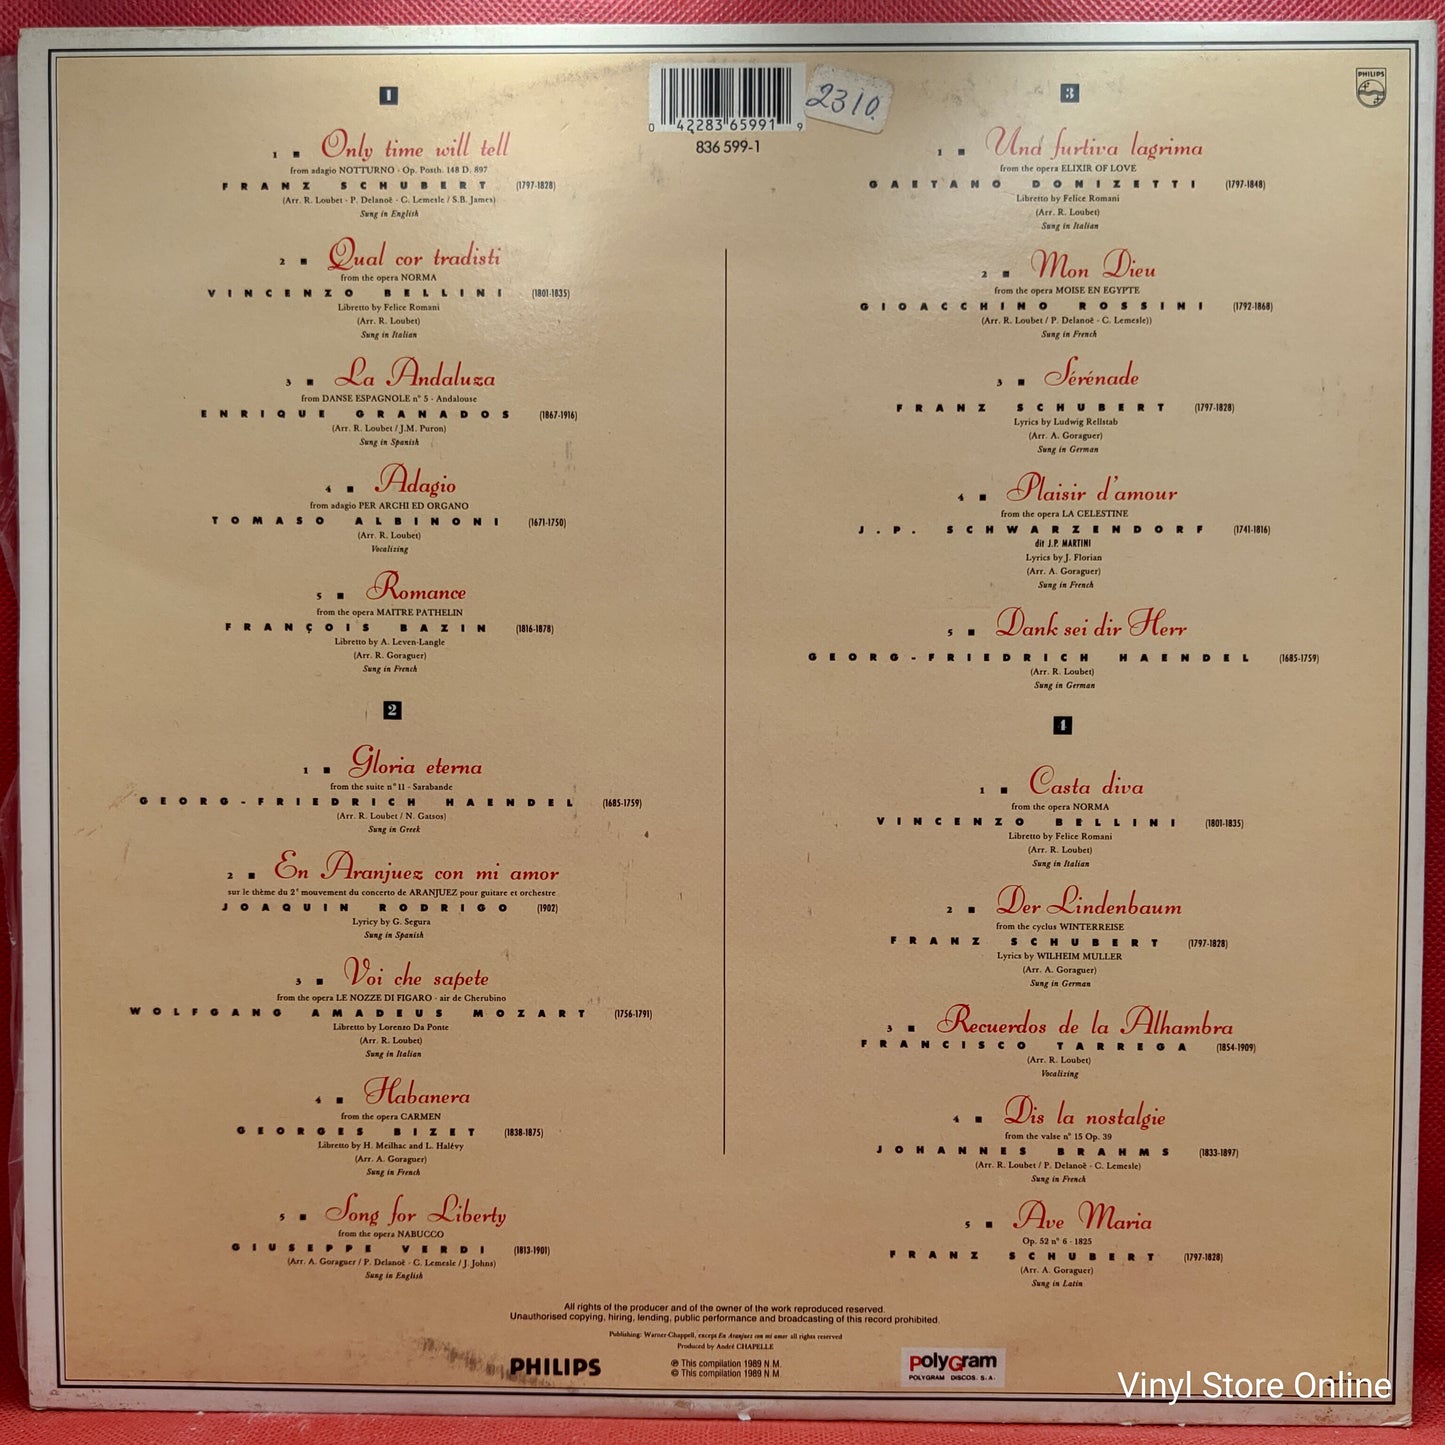 0 42283 65991 9
836 599-1
2310.
PHILIPS
1
1 ■ Only time will tell
from adagio NOTTURNO - Op. Posth. 148 D. 897
FRANZ SCHUBERT (1797-1828)
(Arr. R. Loubet - P. Delanoë - C. Lemesle / S.B. James)
Sung in English
2 ■ Qual cor tradisti
from the opera NORMA
VINCENZO BELLINI (1801-1835)
Libretto by Felice Romani
(Arr. R. Loubet)
Sung in Italian
3 ■ La Andaluza
from DANSE ESPAGNOLE n° 5 - Andalouse
ENRIQUE GRANADOS (1867-1916)
(Arr. R. Loubet / J.M. Puron)
Sung in Spanish
4 ■ Adagio
from adagio PER ARCHI ED ORGANO
TOMASO ALBINONI (1671-1750)
(Arr. R. Loubet)
Vocalizing
5 ■ Romance
from the opera MAITRE PATHELIN
FRANÇOIS BAZIN (1816-1878)
Libretto by A. Leven-Langle
(Arr. R. Goraguer)
Sung in French
2
1 ■ Gloria eterna
from the suite n° 11 - Sarabande
GEORG-FRIEDRICH HAENDEL (1685-1759)
(Arr. R. Loubet / N. Gatsos)
Sung in Greek
2 ■ En Aranjuez con mi amor
sur le thème du 2° mouvement du concerto de ARANJUEZ pour guitare et orchestre
JOAQUIN RODRIGO (1902)
Lyricy by G. Segura
Sung in Spanish
3 ■ Voi che sapete
from the opera LE NOZZE DI FIGARO - air de Cherubino
WOLFGANG AMADEUS MOZART (1756-1791)
Libretto by Lorenzo Da Ponte
(Arr. R. Loubet)
Sung in Italian
4 ■ Habanera
from the opera CARMEN
GEORGES BIZET (1838-1875)
Libretto by H. Meilhac and L. Halévy
(Arr. A. Goraguer)
Sung in French
5 ■ Song for Liberty
from the opera NABUCCO
GIUSEPPE VERDI (1813-1901)
(Arr. A. Goraguer / P. Delanoë - C. Lemesle / J. Johns)
Sung in English
3
1 ■ Und furtiva lagrima
from the opera ELIXIR OF LOVE
GAETANO DONIZETTI (1797-1848)
Libretto by Felice Romani
(Arr. R. Loubet)
Sung in Italian
2 ■ Mon Dieu
from the opera MOISE EN EGYPTE
GIOACCHINO ROSSINI (1792-1868)
(Arr. R. Loubet / P. Delanoë - C. Lemesle))
Sung in French
3 ■ Sérénade
FRANZ SCHUBERT (1797-1828)
Lyrics by Ludwig Rellstab
(Arr. A. Goraguer)
Sung in German
4 ■ Plaisir d'amour
from the opera LA CELESTINE
J.P. SCHWARZENDORF (1741-1816)
dit J.P. MARTINI
Lyrics by J. Florian
(Arr. A. Goraguer)
Sung in French
5 ■ Dank sei dir Herr
GEORG-FRIEDRICH HAENDEL (1685-1759)
(Arr. R. Loubet)
Sung in German
4
1 ■ Casta diva
from the opera NORMA
VINCENZO BELLINI (1801-1835)
Libretto by Felice Romani
(Arr. R. Loubet)
Sung in Italian
2 ■ Der Lindenbaum
from the cyclus WINTERREISE
FRANZ SCHUBERT (1797-1828)
Lyrics by WILHEIM MULLER
(Arr. A. Goraguer)
Sung in German
3 ■ Recuerdos de la Alhambra
FRANCISCO TARREGA (1854-1909)
(Arr. R. Loubet)
Vocalizing
4 ■ Dis la nostalgie
from the valse n° 15 Op. 39
JOHANNES BRAHMS (1833-1897)
(Arr. R. Loubet / P. Delanoë - C. Lemesle)
Sung in French
5 ■ Ave Maria
Op. 52 n° 6 - 1825
FRANZ SCHUBERT (1797-1828)
(Arr. A. Goraguer)
Sung in Latin
All rights of the producer and of the owner of the work reproduced reserved.
Unauthorised copying, hiring, lending, public performance and broadcasting of this record prohibited.
Publishing: Warner-Chappell, except En Aranjuez con mi amor all rights reserved
Produced by André CHAPELLE
PHILIPS
℗ This compilation 1989 N.M.
© This compilation 1989 N.M.
polyGram
POLYGRAM DISCOS. S.A.
Vinyl Store Online